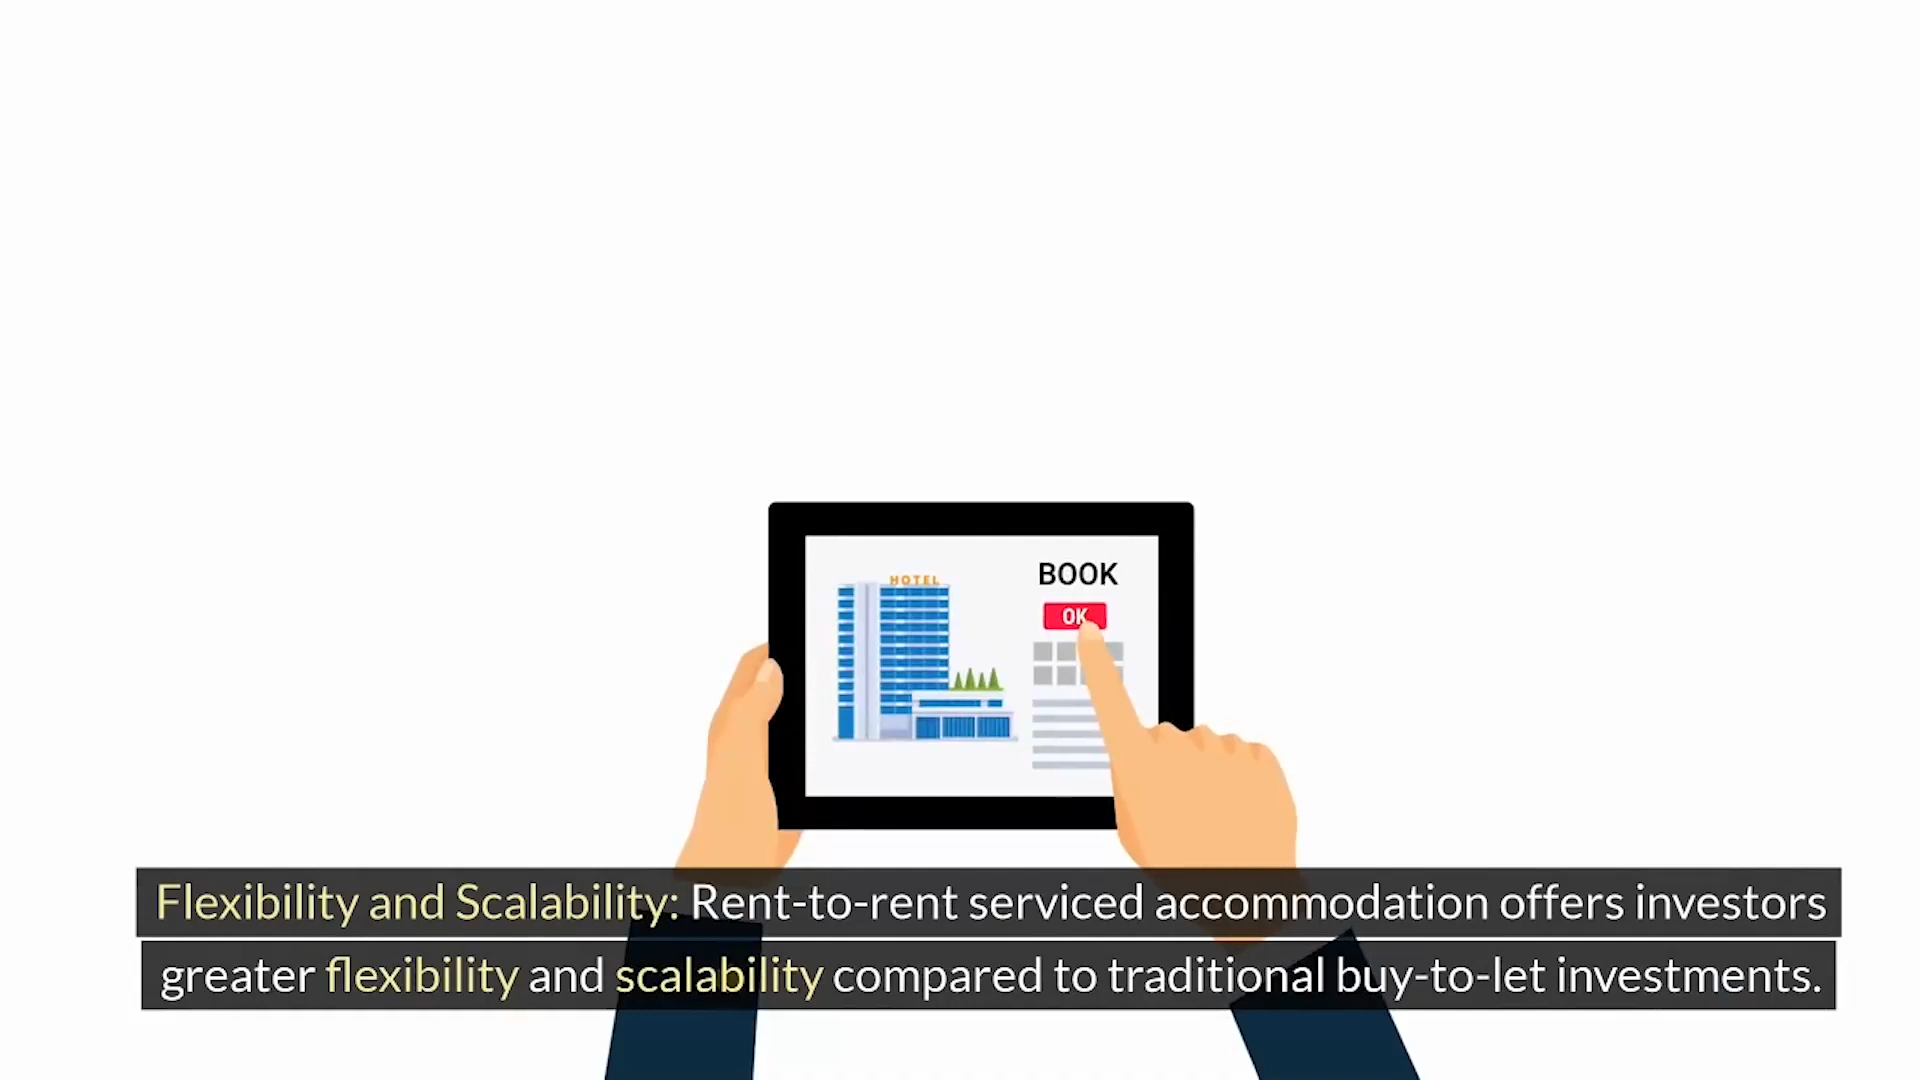 HOTEL
BOOK
OK
Flexibility and Scalability: Rent-to-rent serviced accommodation offers investors
greater flexibility and scalability compared to traditional buy-to-let investments.